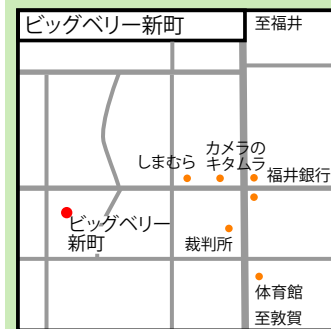 ビッグベリー新町
至福井
カメラの
キタムラ
しまむら
福井銀行
ビッグベリー
新町
裁判所
体育館
至敦賀